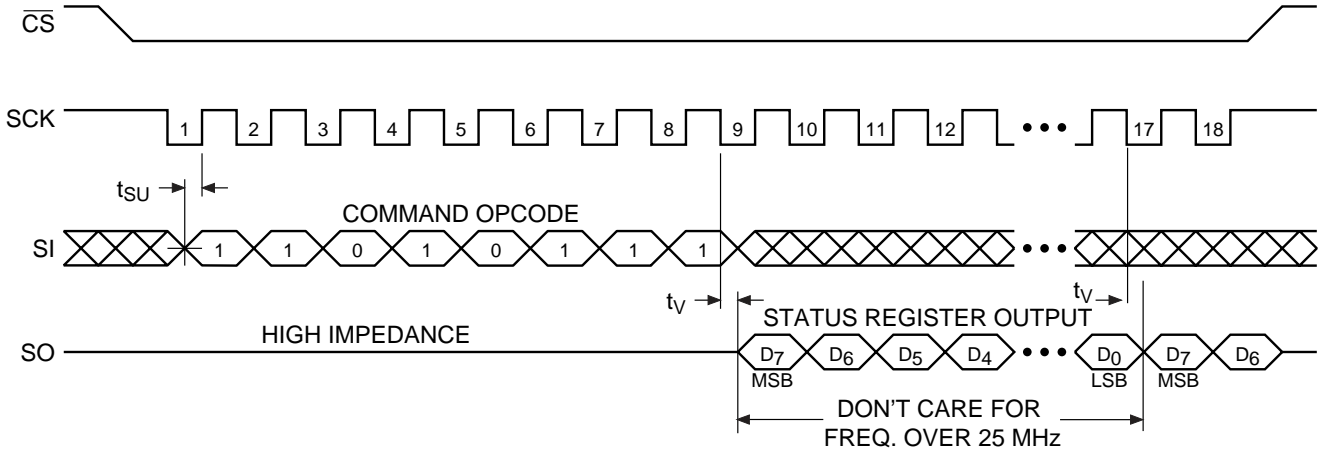 CS
SCK 1 2 3 4 5 6 7 8 9 10 11 12 ••• 17 18
tSU
COMMAND OPCODE
SI 1 1 0 1 0 1 1 1 •••
tV tV
STATUS REGISTER OUTPUT
HIGH IMPEDANCE
SO D7 D6 D5 D4 ••• D0 D7 D6
MSB LSB MSB
DON'T CARE FOR
FREQ. OVER 25 MHz